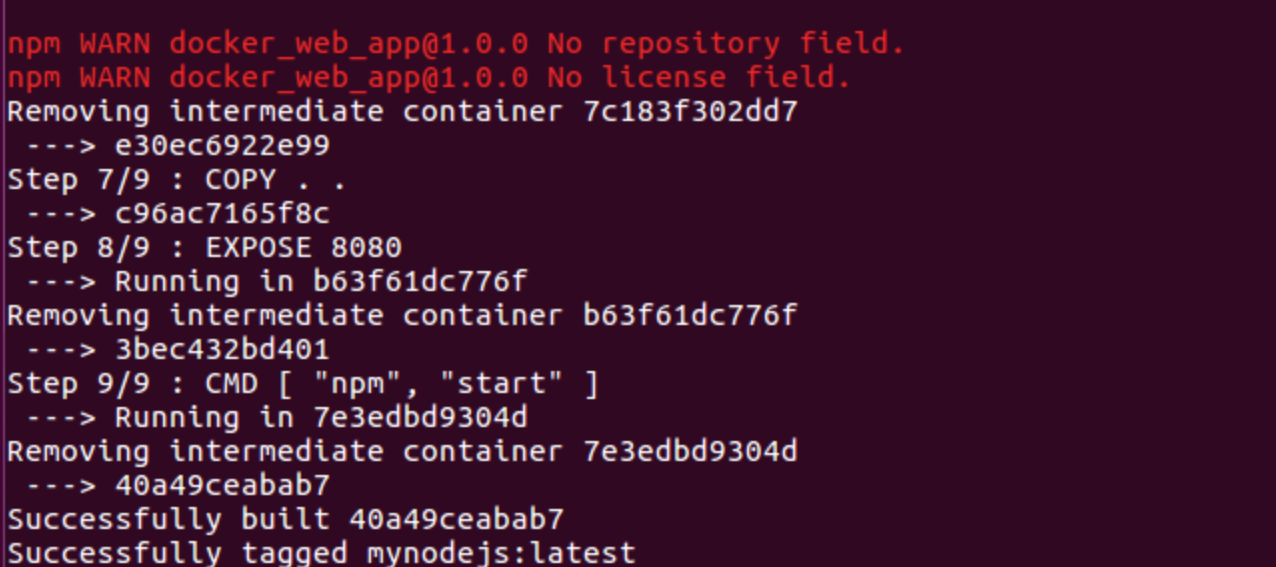 npm WARN docker_web_app@1.0.0 No repository field.
npm WARN docker_web_app@1.0.0 No license field.
Removing intermediate container 7c183f302dd7
 ---> e30ec6922e99
Step 7/9 : COPY . .
 ---> c96ac7165f8c
Step 8/9 : EXPOSE 8080
 ---> Running in b63f61dc776f
Removing intermediate container b63f61dc776f
 ---> 3bec432bd401
Step 9/9 : CMD [ "npm", "start" ]
 ---> Running in 7e3edbd9304d
Removing intermediate container 7e3edbd9304d
 ---> 40a49ceabab7
Successfully built 40a49ceabab7
Successfully tagged mynodejs:latest